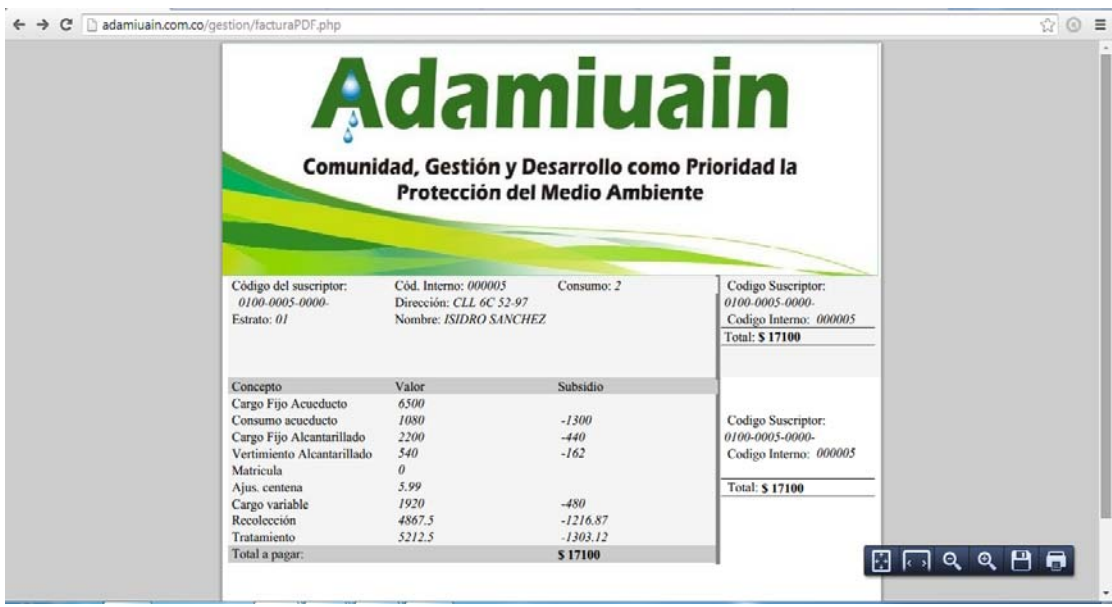 adamiuain.com.co/gestion/facturaPDF.php
Adamiuain
Comunidad, Gestión y Desarrollo como Prioridad la
Protección del Medio Ambiente
Código del suscriptor: Cód. Interno: 000005 Consumo: 2
0100-0005-0000- Dirección: CLL 6C 52-97
Estrato: 01 Nombre: ISIDRO SANCHEZ
Codigo Suscriptor:
0100-0005-0000-
Codigo Interno: 000005
Total: $ 17100
Concepto Valor Subsidio
Cargo Fijo Acueducto 6500
Consumo acueducto 1080 -1300
Cargo Fijo Alcantarillado 2200 -440
Vertimiento Alcantarillado 540 -162
Matricula 0
Ajus. centena 5.99
Cargo variable 1920 -480
Recolección 4867.5 -1216.87
Tratamiento 5212.5 -1303.12
Total a pagar: $ 17100
Codigo Suscriptor:
0100-0005-0000-
Codigo Interno: 000005
Total: $ 17100